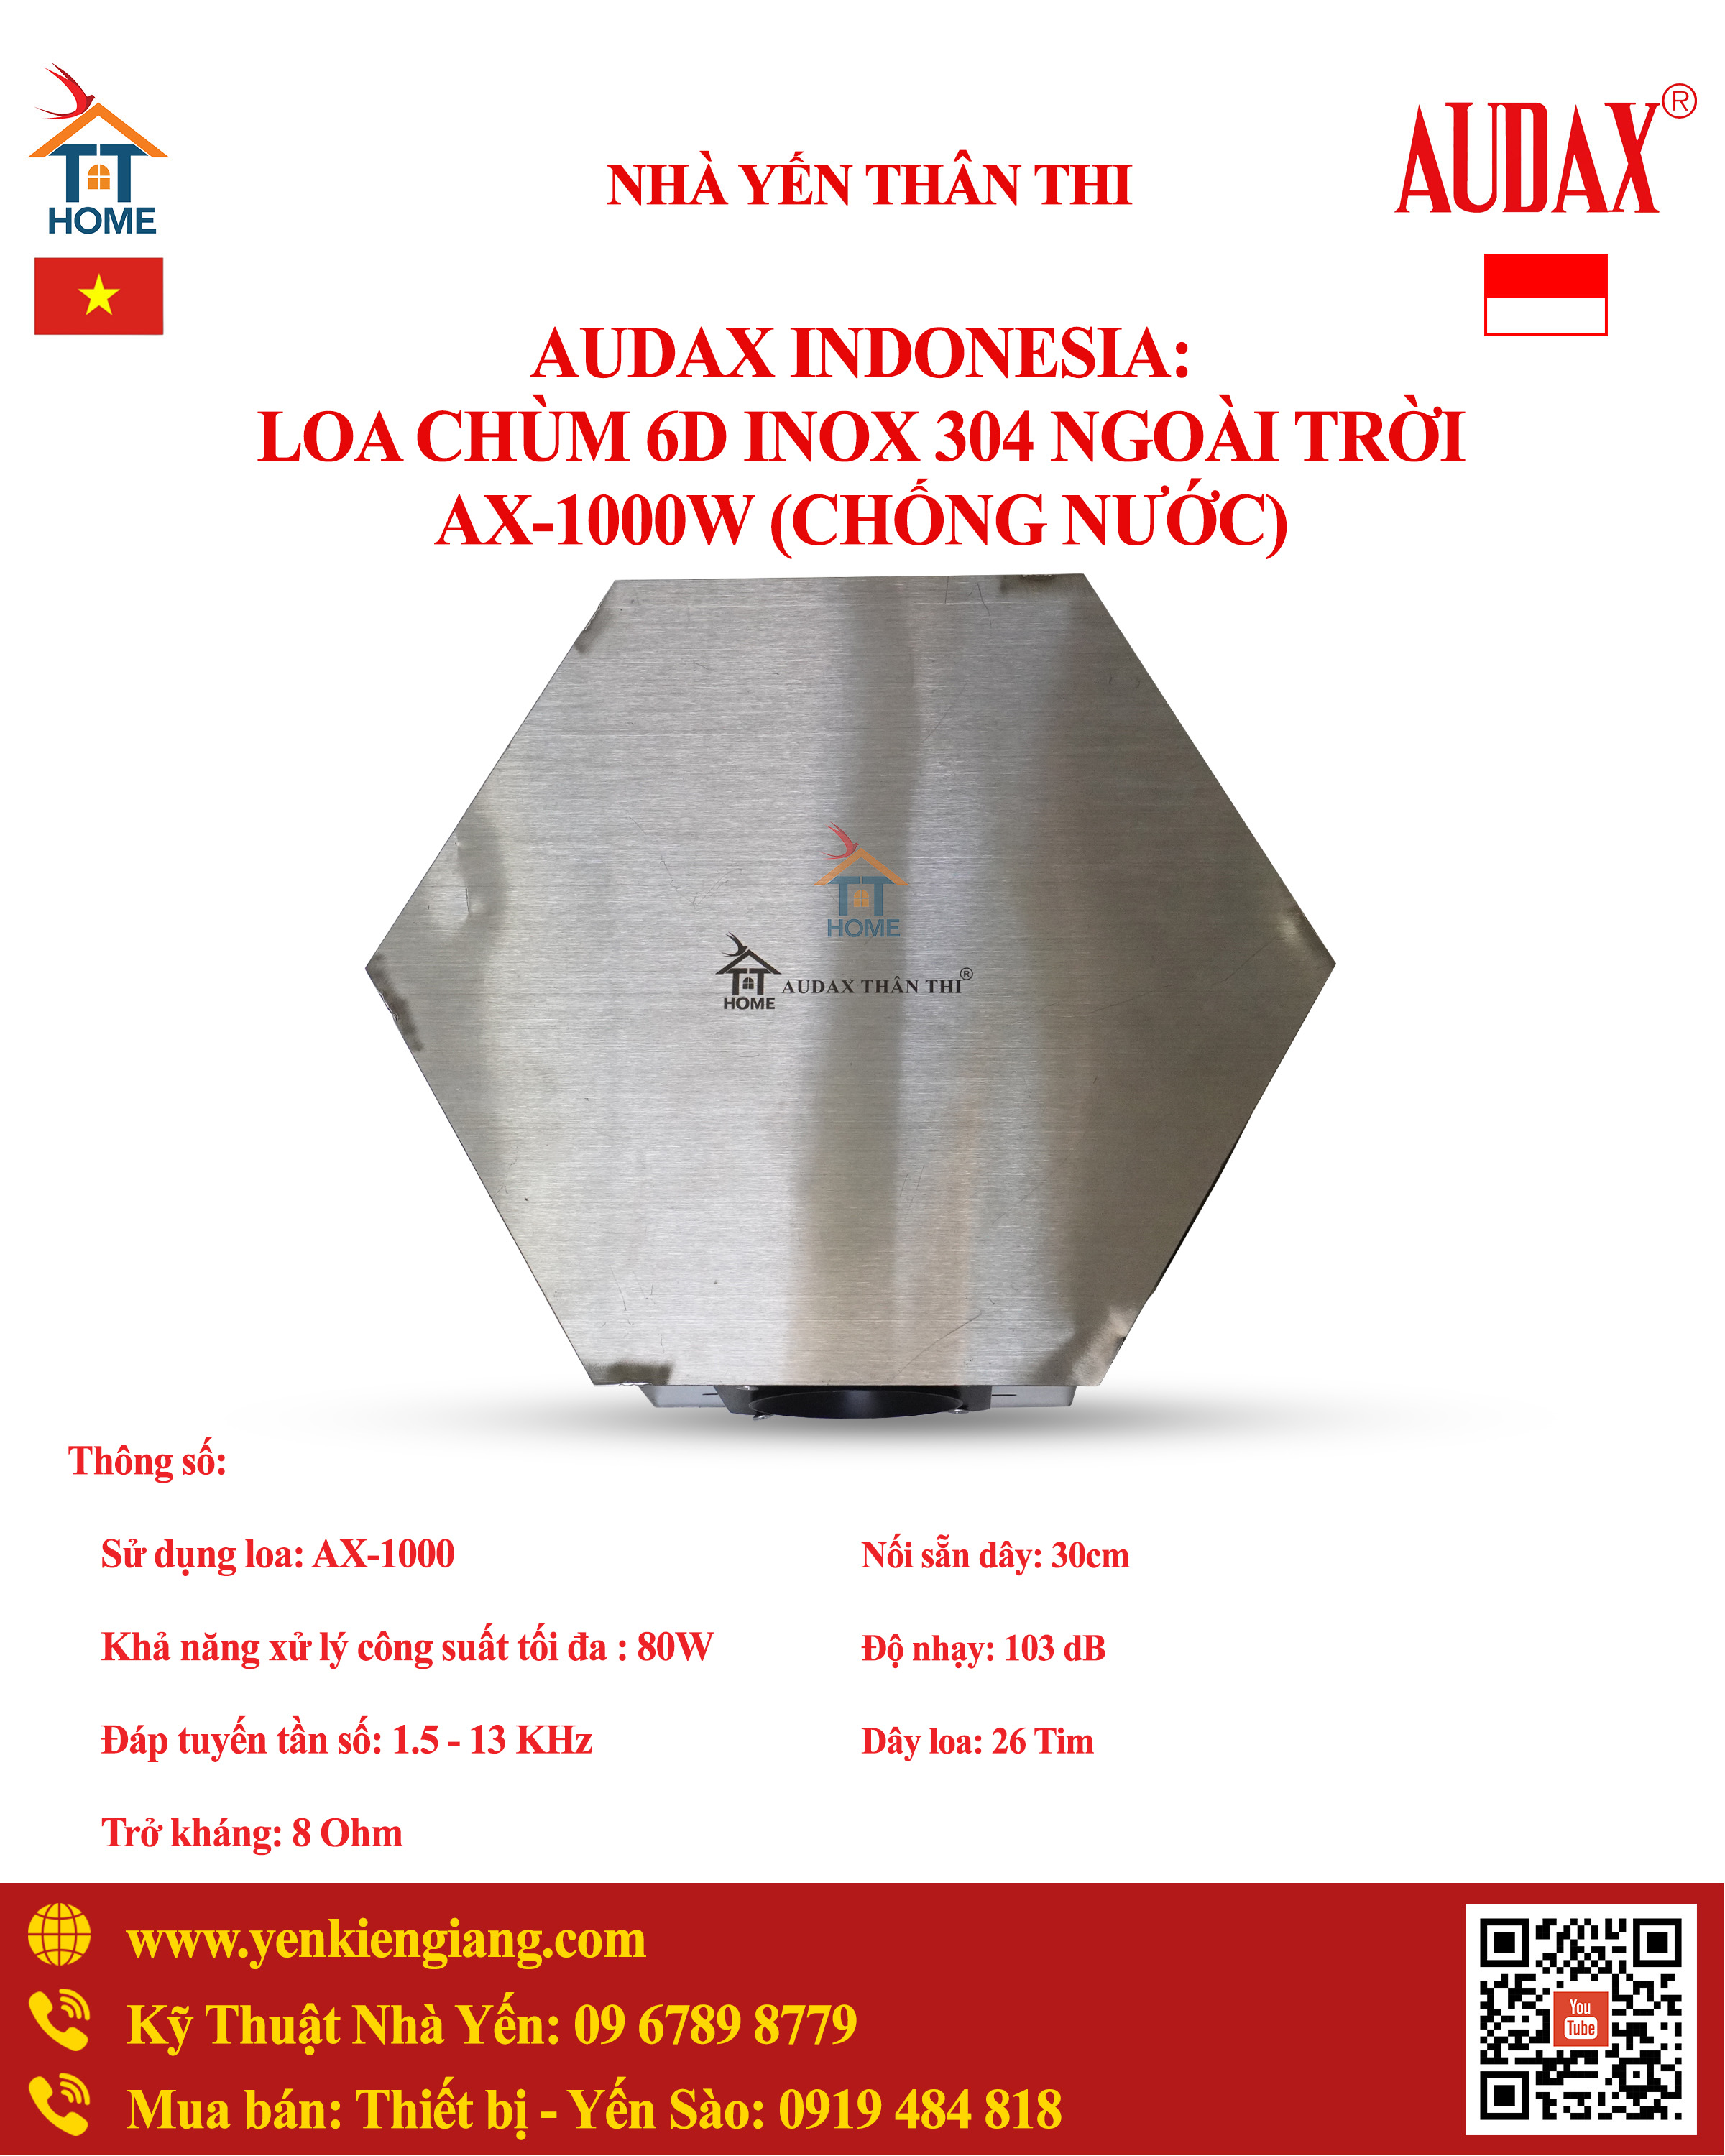 TT
HOME
NHÀ YẾN THÂN THI
AUDAX®
AUDAX INDONESIA:
LOA CHÙM 6D INOX 304 NGOÀI TRỜI
AX-1000W (CHỐNG NƯỚC)
TT
HOME
TT
HOME
AUDAX THÂN THI®
Thông số:
Sử dụng loa: AX-1000
Khả năng xử lý công suất tối đa : 80W
Đáp tuyến tần số: 1.5 - 13 KHz
Trở kháng: 8 Ohm
Nối sẵn dây: 30cm
Độ nhạy: 103 dB
Dây loa: 26 Tim
www.yenkiengiang.com
Kỹ Thuật Nhà Yến: 09 6789 8779
Mua bán: Thiết bị - Yến Sào: 0919 484 818
You
Tube